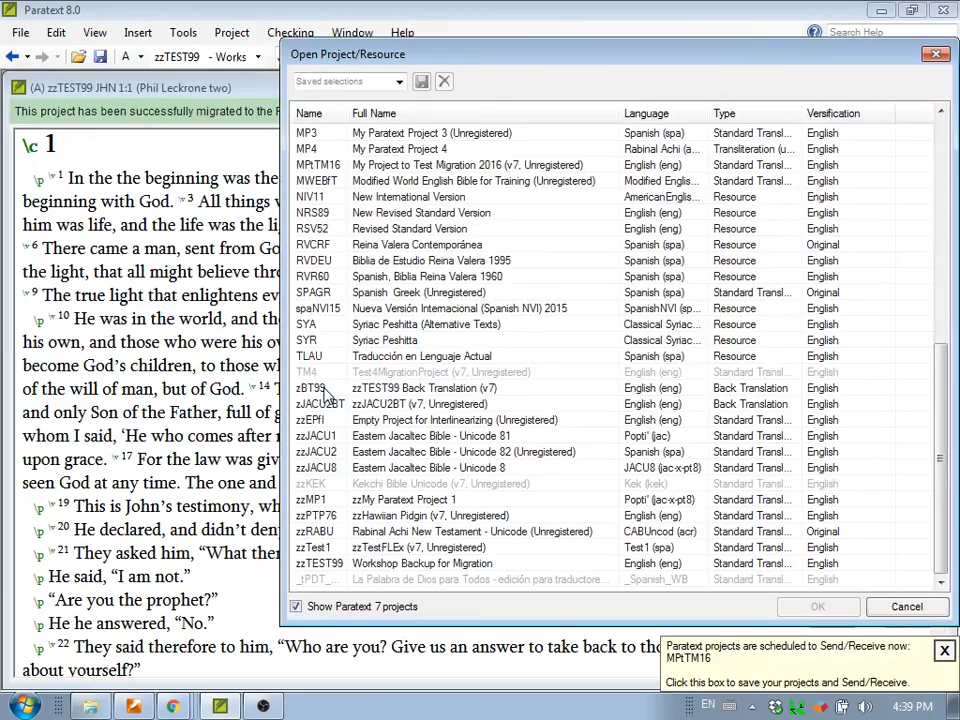 Paratext 8.0
File Edit View Insert Tools Project Checking Window Help
Search Help
A zzTEST99 - Works
(A) zzTEST99 JHN 1:1 (Phil Leckrone two)
This project has been successfully migrated to the P
\c 1
\p \v 1 In the the beginning was the
beginning with God. \v 3 All things
him was life, and the life was the lig
\v 6 There came a man, sent from Go
the light, that all might believe throu
\v 9 The true light that enlightens eve
\p \v 10 He was in the world, and the
his own, and those who were his ow
become God's children, to those who
of the will of man, but of God. \v 14
and only Son of the Father, full of g
whom I said, 'He who comes after
upon grace. \v 17 For the law was giv
seen God at any time. The one and
\p \v 19 This is John's testimony, wh
\p \v 20 He declared, and didn't den
\p \v 21 They asked him, "What then
\p He said, "I am not."
\p "Are you the prophet?"
\p He he answered, "No."
\p \v 22 They said therefore to him, "Who are you? Give us an answer to take back to tho
about yourself?"
Open Project/Resource
Saved selections
Name Full Name Language Type Versification
MP3 My Paratext Project 3 (Unregistered) Spanish (spa) Standard Transl... English
MP4 My Paratext Project 4 Rabinal Achi (a... Transliteration (u... English
MPtTM16 My Project to Test Migration 2016 (v7, Unregistered) English (eng) Standard Transl... English
MWEBfT Modified World English Bible for Training (Unregistered) Modified Englis... Standard Transl... English
NIV11 New International Version AmericanEnglis... Resource English
NRS89 New Revised Standard Version English (eng) Resource English
RSV52 Revised Standard Version English (eng) Resource English
RVCRF Reina Valera Contemporánea Spanish (spa) Resource Original
RVDEU Biblia de Estudio Reina Valera 1995 Spanish (spa) Resource English
RVR60 Spanish, Biblia Reina Valera 1960 Spanish (spa) Resource English
SPAGR Spanish Greek (Unregistered) Spanish (spa) Standard Transl... Original
spaNVI15 Nueva Versión Internacional (Spanish NVI) 2015 SpanishNVI (sp... Resource English
SYA Syriac Peshitta (Alternative Texts) Classical Syriac... Resource English
SYR Syriac Peshitta Classical Syriac... Resource English
TLAU Traducción en Lenguaje Actual Spanish (spa) Resource English
TM4 Test4MigrationProject (v7, Unregistered) English (eng) Standard Transl... English
zBT99 zzTEST99 Back Translation (v7) English (eng) Back Translation English
zJACU2BT zzJACU2BT (v7, Unregistered) English (eng) Back Translation English
zzEPfI Empty Project for Interlinearizing (Unregistered) English (eng) Standard Transl... English
zzJACU1 Eastern Jacaltec Bible - Unicode 81 Popti' (jac) Standard Transl... English
zzJACU2 Eastern Jacaltec Bible - Unicode 82 (Unregistered) Spanish (spa) Standard Transl... English
zzJACU8 Eastern Jacaltec Bible - Unicode 8 JACU8 (jac-x-pt8) Standard Transl... English
zzKEK Kekchi Bible Unicode (v7, Unregistered) English (eng) Standard Transl... English
zzMP1 zzMy Paratext Project 1 Popti' (jac) Standard Transl... English
zzPTP76 zzHawiian Pidgin (v7, Unregistered) English (eng) Standard Transl... English
zzRABU Rabinal Achi New Testament - Unicode (Unregistered) CABUncod (acr) Standard Transl... Original
zzTest1 zzTestFLEx (v7, Unregistered) Test1 (spa) Standard Transl... English
zzTEST99 Workshop Backup for Migration English (eng) Standard Transl... English
_tPDT_... La Palabra de Dios para Todos - edición para traductore... _Spanish_WB Standard Transl... English
Show Paratext 7 projects
OK Cancel
Paratext projects are scheduled to Send/Receive now:
MPtTM16
X
Click this box to save your projects and Send/Receive.
EN 4:39 PM